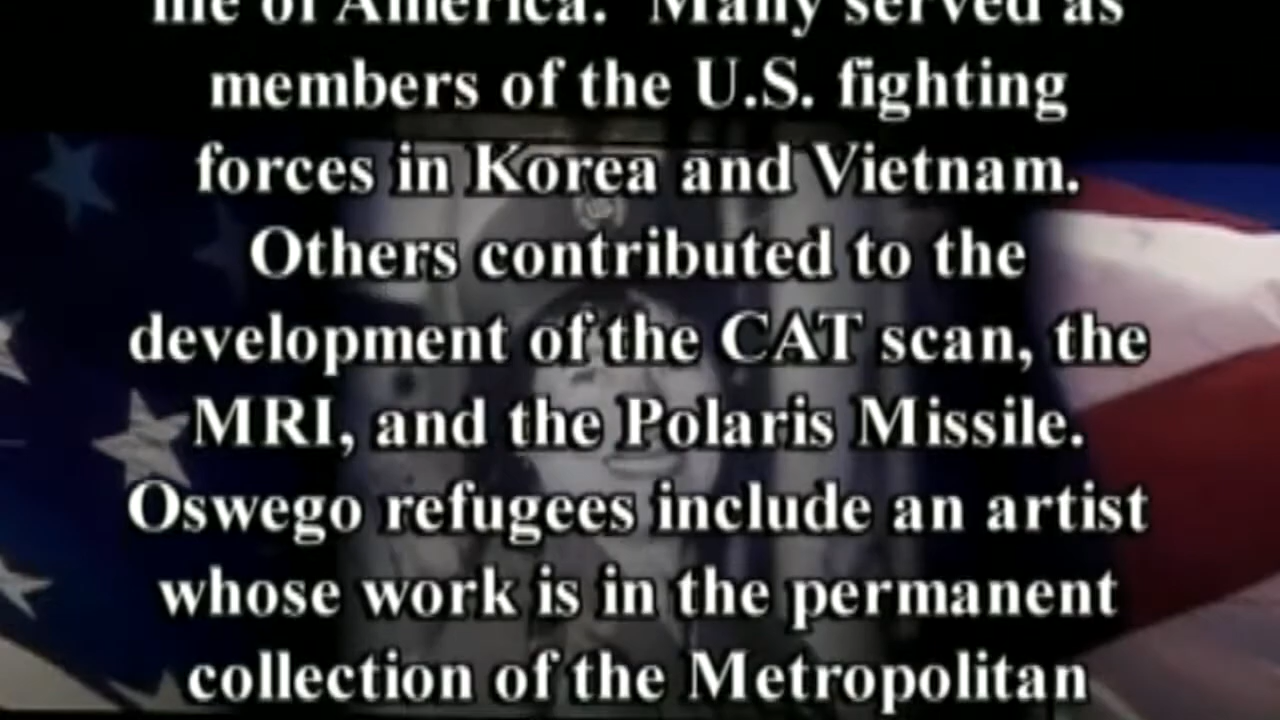 life of America. Many served as
members of the U.S. fighting
forces in Korea and Vietnam.
Others contributed to the
development of the CAT scan, the
MRI, and the Polaris Missile.
Oswego refugees include an artist
whose work is in the permanent
collection of the Metropolitan